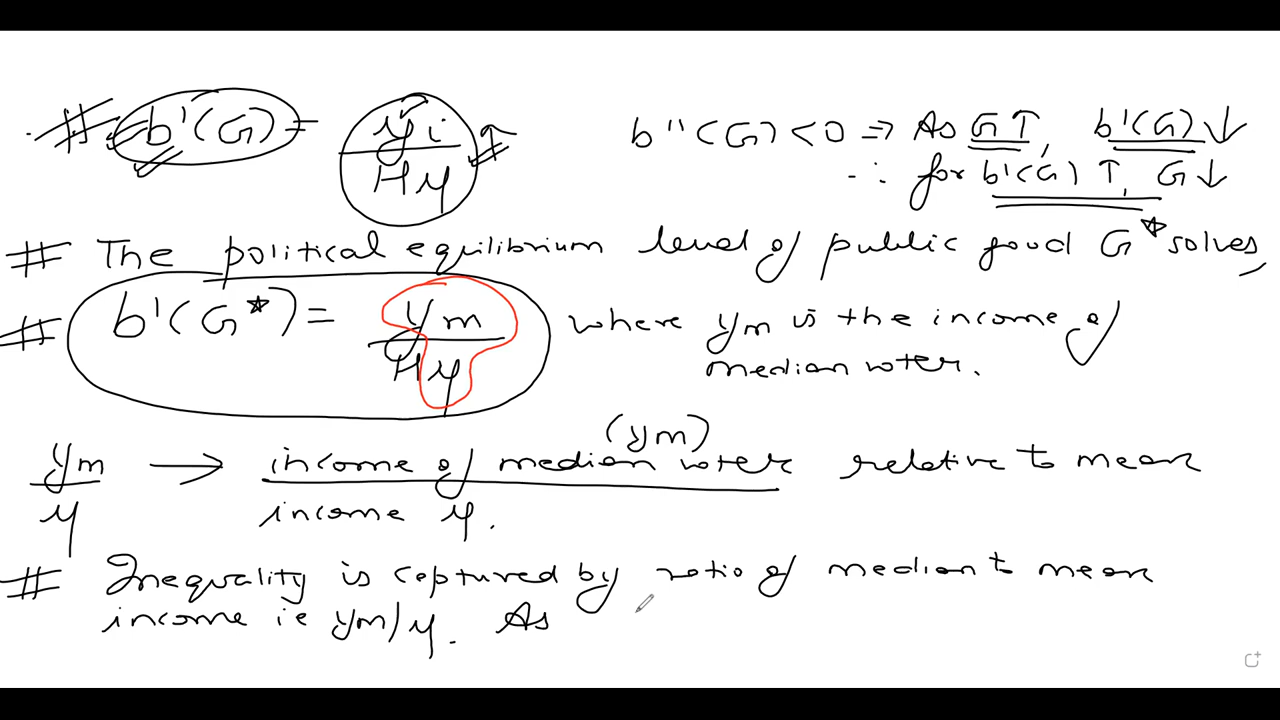 # b'(G) = yi / Hy ↑
b''(G) < 0 ⇒ As G↑, b'(G)↓
∴ for b'(G)↑, G↓
# The political equilibrium level of public good G* solves,
# b'(G*) = ym / Hy where ym is the income of
median voter.
(ym)
ym / y → income of median voter relative to mean
income y.
# Inequality is captured by ratio of median to mean
income ie ym/y. As